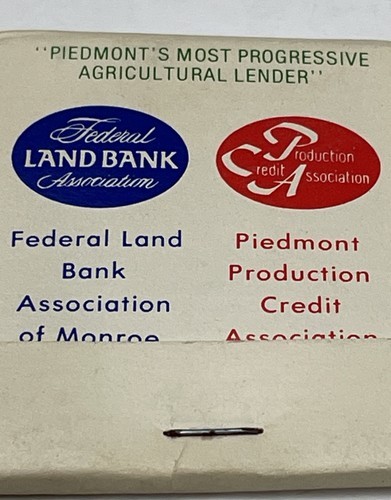 "PIEDMONT'S MOST PROGRESSIVE
AGRICULTURAL LENDER"
Federal
LAND BANK
Association
Production
Credit Association
Federal Land
Bank
Association
of Monroe
Piedmont
Production
Credit
Association